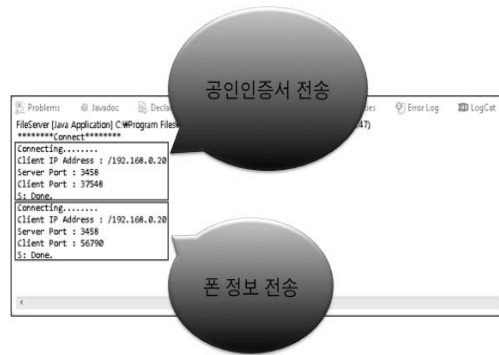 공인인증서 전송
Problems @ Javadoc Error Log LogCat
FileServer [Java Application] C:₩Program Files
********Connect********
Connecting........
Client IP Address : /192.168.0.20
Server Port : 3458
Client Port : 37548
S: Done.
Connecting........
Client IP Address : /192.168.0.20
Server Port : 3458
Client Port : 56790
S: Done.
폰 정보 전송